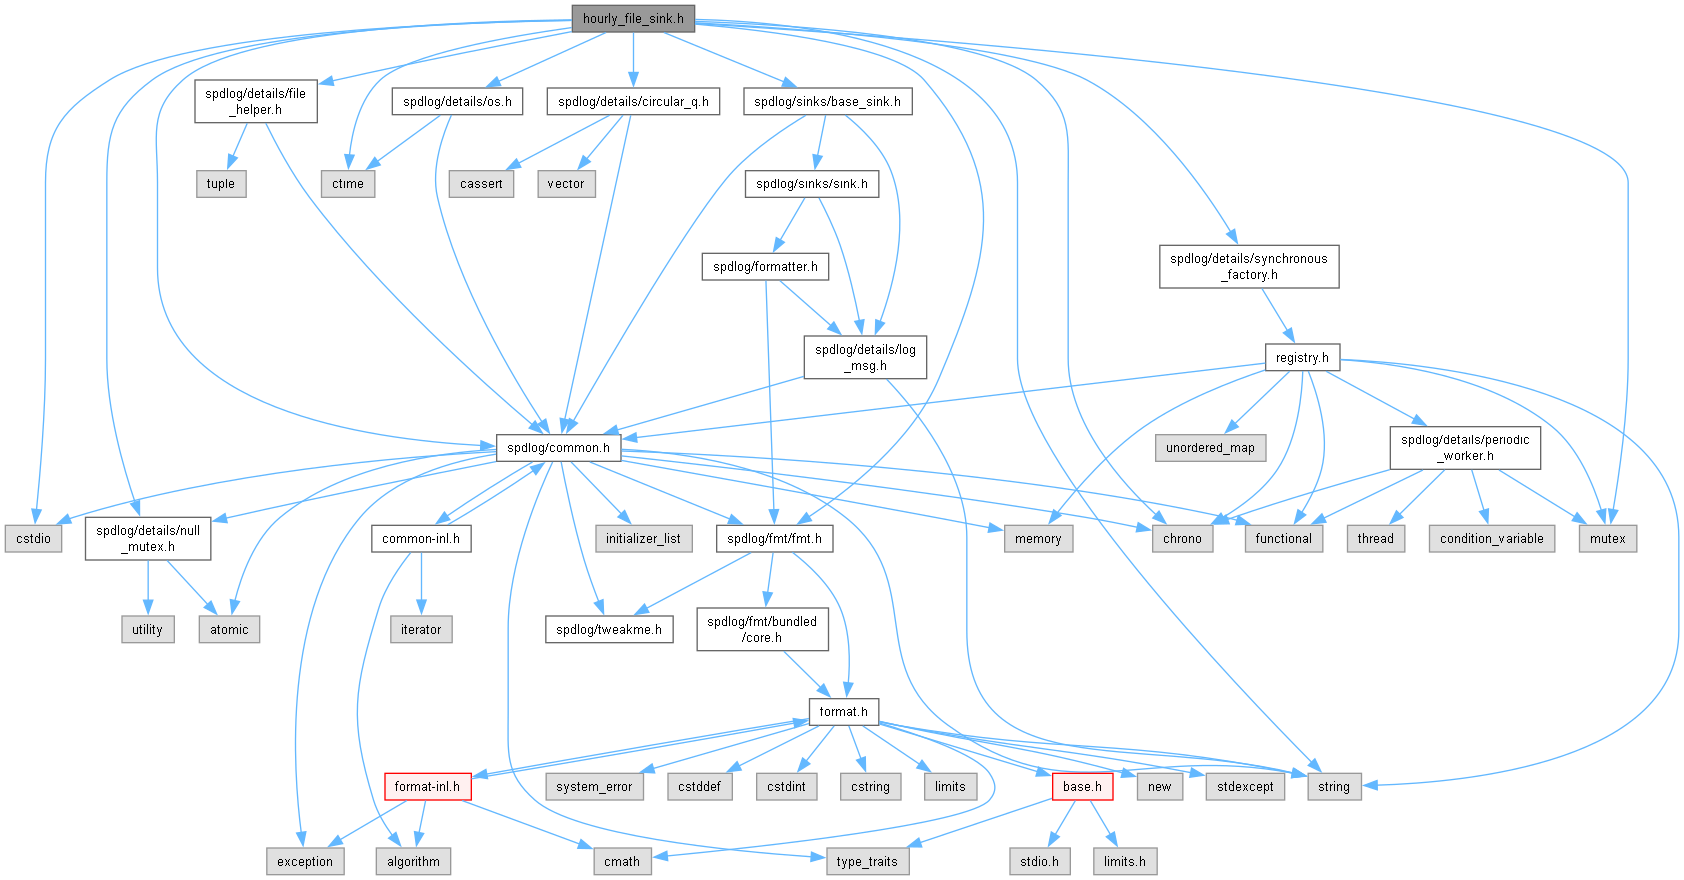 hourly_file_sink.h
spdlog/details/file
_helper.h
spdlog/details/os.h
spdlog/details/circular_q.h
spdlog/sinks/base_sink.h
tuple
ctime
cassert
vector
spdlog/sinks/sink.h
spdlog/formatter.h
spdlog/details/synchronous
_factory.h
spdlog/details/log
_msg.h
registry.h
spdlog/common.h
unordered_map
spdlog/details/periodic
_worker.h
cstdio
spdlog/details/null
_mutex.h
common-inl.h
initializer_list
spdlog/fmt/fmt.h
memory
chrono
functional
thread
condition_variable
mutex
utility
atomic
iterator
spdlog/tweakme.h
spdlog/fmt/bundled
/core.h
format.h
format-inl.h
system_error
cstddef
cstdint
cstring
limits
base.h
new
stdexcept
string
exception
algorithm
cmath
type_traits
stdio.h
limits.h